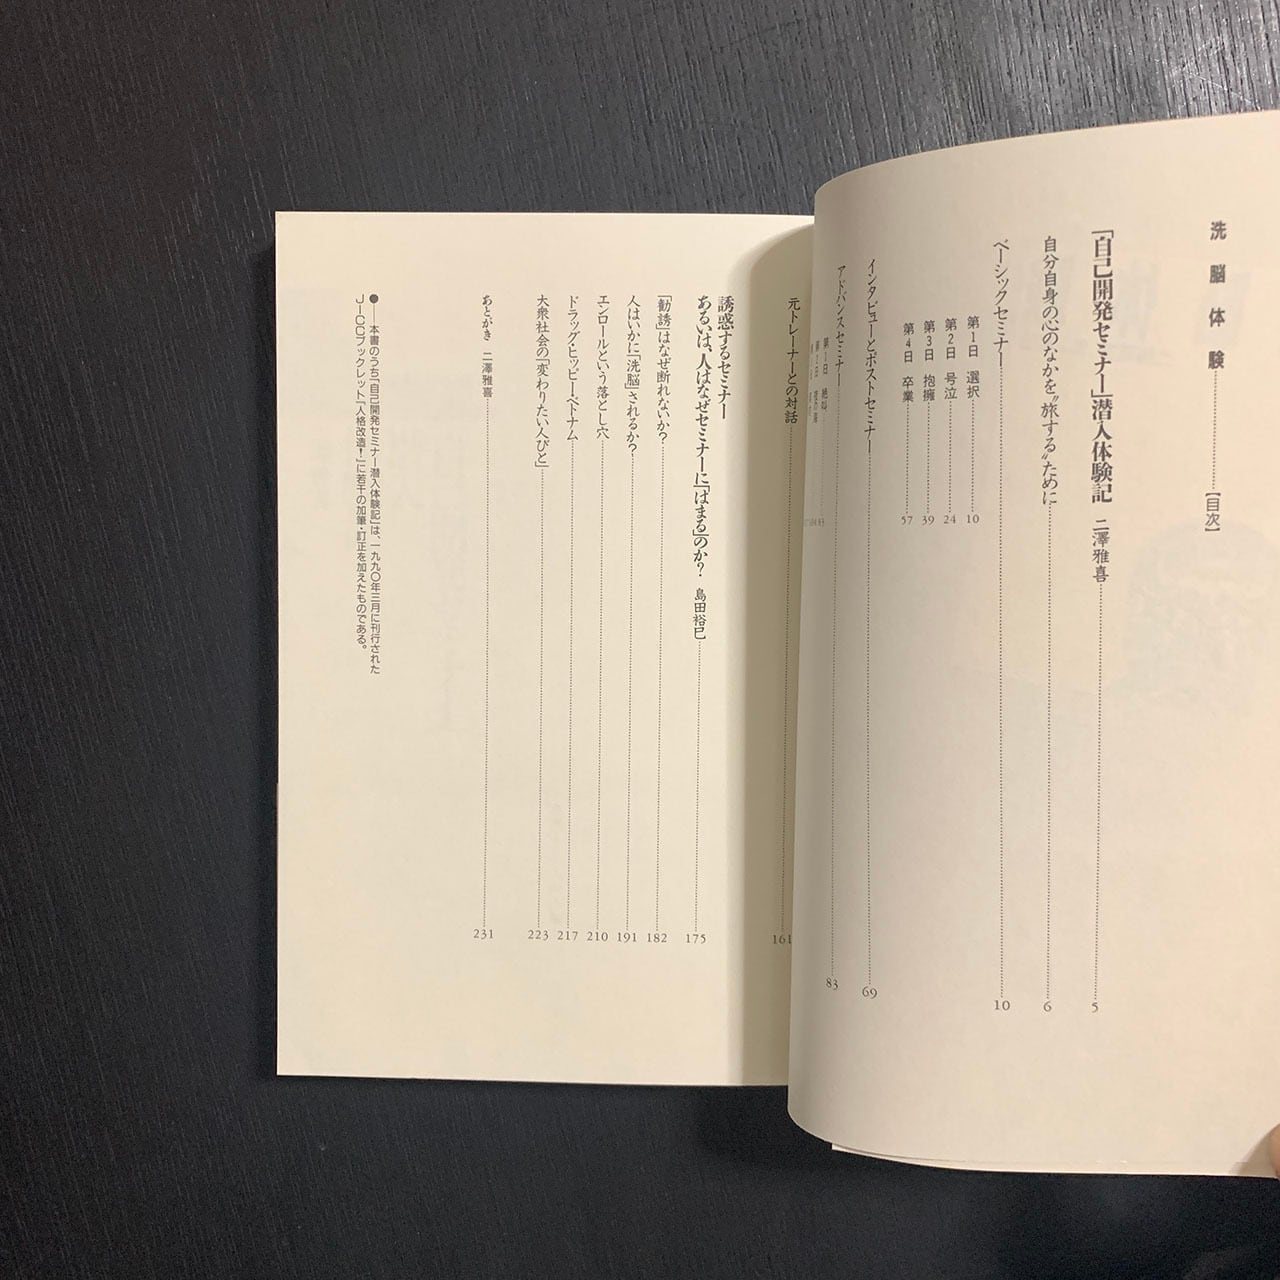 洗脳体験……【目次】
「自己開発セミナー」潜入体験記 二澤雅喜……5
自分自身の心のなかを〝旅する〟ために……6
ベーシックセミナー……10
第1日 選択……10
第2日 号泣……24
第3日 抱擁……39
第4日 卒業……57
インタビューとポストセミナー……69
アドバンスセミナー……83
第1日 絶叫
元トレーナーとの対話……161
誘惑するセミナー
あるいは、人はなぜセミナーに「はまる」のか? 島田裕巳……175
「勧誘」はなぜ断れないか?……182
人はいかに「洗脳」されるか?……191
エンロールという落とし穴……210
ドラッグ・ヒッピー・ベトナム……217
大衆社会の「変わりたい人びと」……223
あとがき 二澤雅喜……231
●――本書のうち「自己開発セミナー潜入体験記」は、一九九〇年三月に刊行された
JICCブックレット「人格改造!」に若干の加筆・訂正を加えたものである。